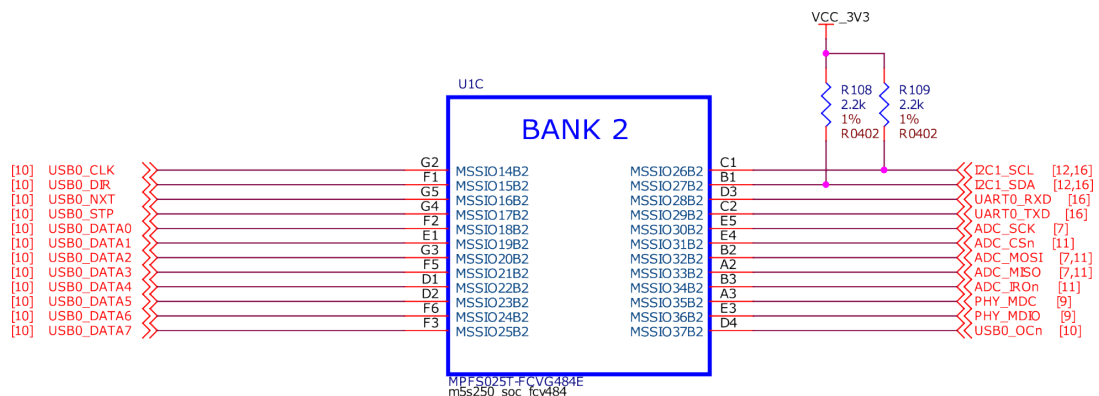 VCC_3V3
R108
2.2k
1%
R0402
R109
2.2k
1%
R0402
U1C
BANK 2
[10] USB0_CLK G2 MSSIO14B2 MSSIO26B2 C1 I2C1_SCL [12,16]
[10] USB0_DIR F1 MSSIO15B2 MSSIO27B2 B1 I2C1_SDA [12,16]
[10] USB0_NXT G5 MSSIO16B2 MSSIO28B2 D3 UART0_RXD [16]
[10] USB0_STP G4 MSSIO17B2 MSSIO29B2 C2 UART0_TXD [16]
[10] USB0_DATA0 F2 MSSIO18B2 MSSIO30B2 E5 ADC_SCK [7]
[10] USB0_DATA1 E1 MSSIO19B2 MSSIO31B2 E4 ADC_CSn [11]
[10] USB0_DATA2 G3 MSSIO20B2 MSSIO32B2 B2 ADC_MOSI [7,11]
[10] USB0_DATA3 F5 MSSIO21B2 MSSIO33B2 A2 ADC_MISO [7,11]
[10] USB0_DATA4 D1 MSSIO22B2 MSSIO34B2 B3 ADC_IRQn [11]
[10] USB0_DATA5 D2 MSSIO23B2 MSSIO35B2 A3 PHY_MDC [9]
[10] USB0_DATA6 F6 MSSIO24B2 MSSIO36B2 E3 PHY_MDIO [9]
[10] USB0_DATA7 F3 MSSIO25B2 MSSIO37B2 D4 USB0_OCn [10]
MPFS025T-FCVG484E
m5s250_soc_fcv484